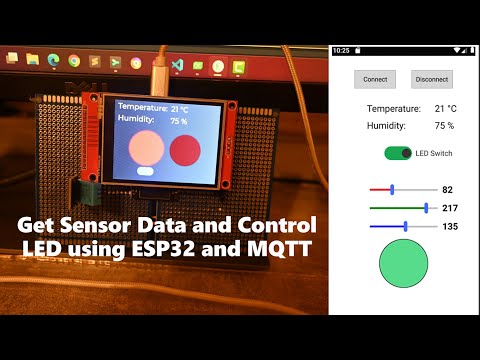 Temperature: 21 °C
Humidity: 75 %
Get Sensor Data and Control
LED using ESP32 and MQTT
10:25
Connect Disconnect
Temperature: 21 °C
Humidity: 75 %
LED Switch
82
217
135